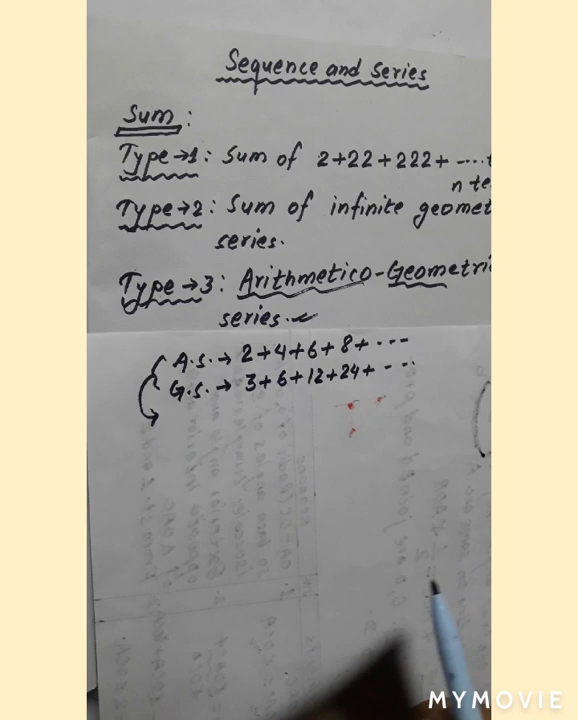 Sequence and Series
Sum:
Type→1: Sum of 2+22+222+ ....
n te
Type→2: Sum of infinite geomet
series.
Type→3: Arithmetico-Geometri
series.
A.S. → 2+4+6+8+ ...
G.S. → 3+6+12+24+ ...
MYMOVIE